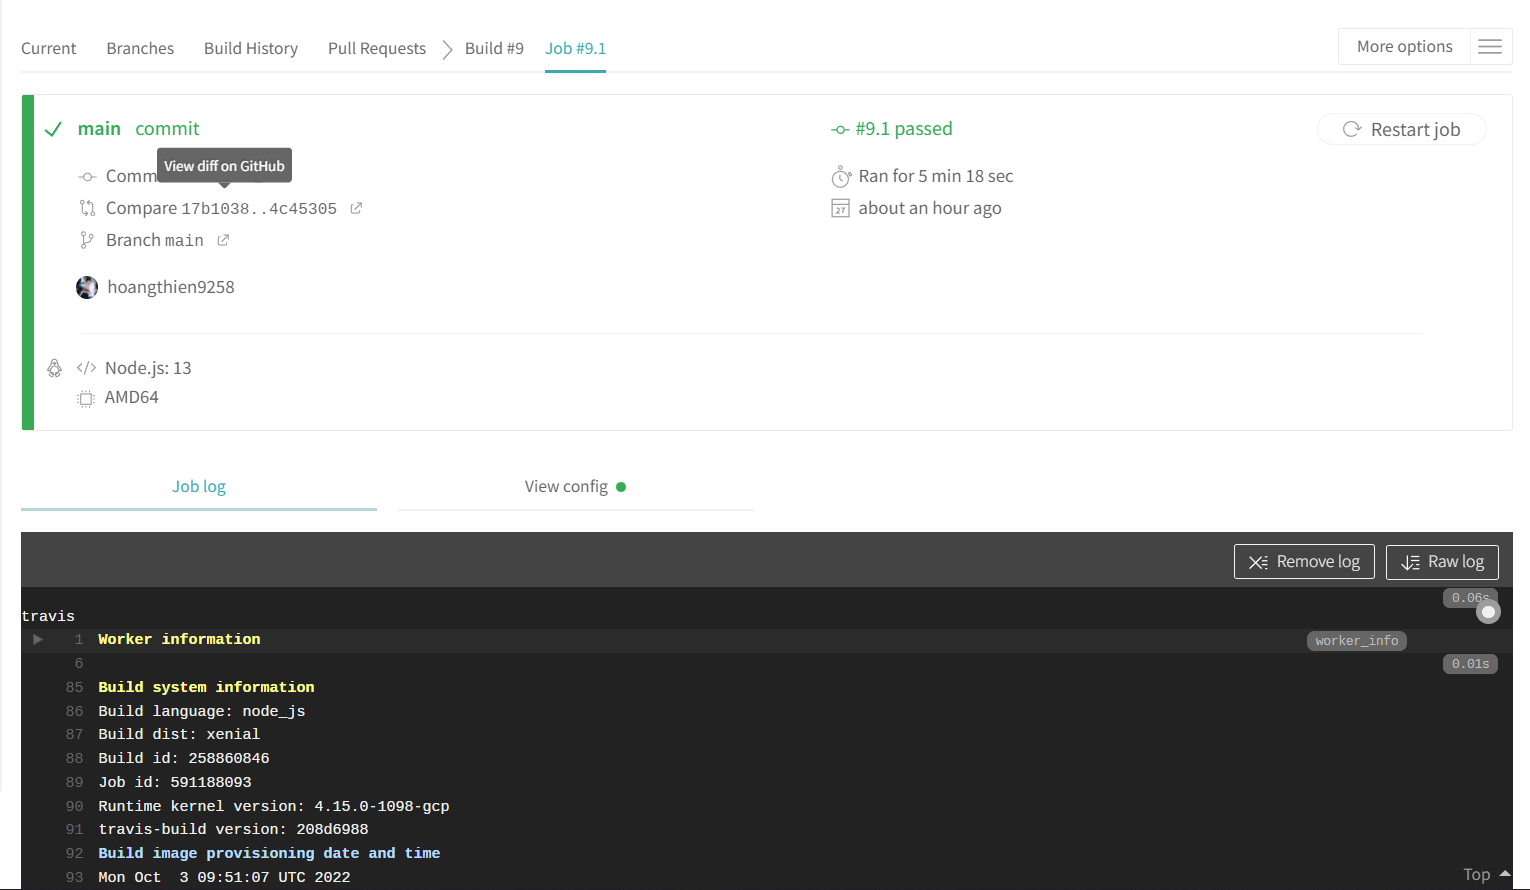 Current Branches Build History Pull Requests Build #9 Job #9.1 More options
main commit #9.1 passed Restart job
View diff on GitHub
Comm Ran for 5 min 18 sec
Compare 17b1038..4c45305 about an hour ago
27
Branch main
hoangthien9258
</> Node.js: 13
AMD64
Job log View config
Remove log Raw log
0.06s
travis
1 Worker information worker_info
6 0.01s
85 Build system information
86 Build language: node_js
87 Build dist: xenial
88 Build id: 258860846
89 Job id: 591188093
90 Runtime kernel version: 4.15.0-1098-gcp
91 travis-build version: 208d6988
92 Build image provisioning date and time
93 Mon Oct  3 09:51:07 UTC 2022
Top